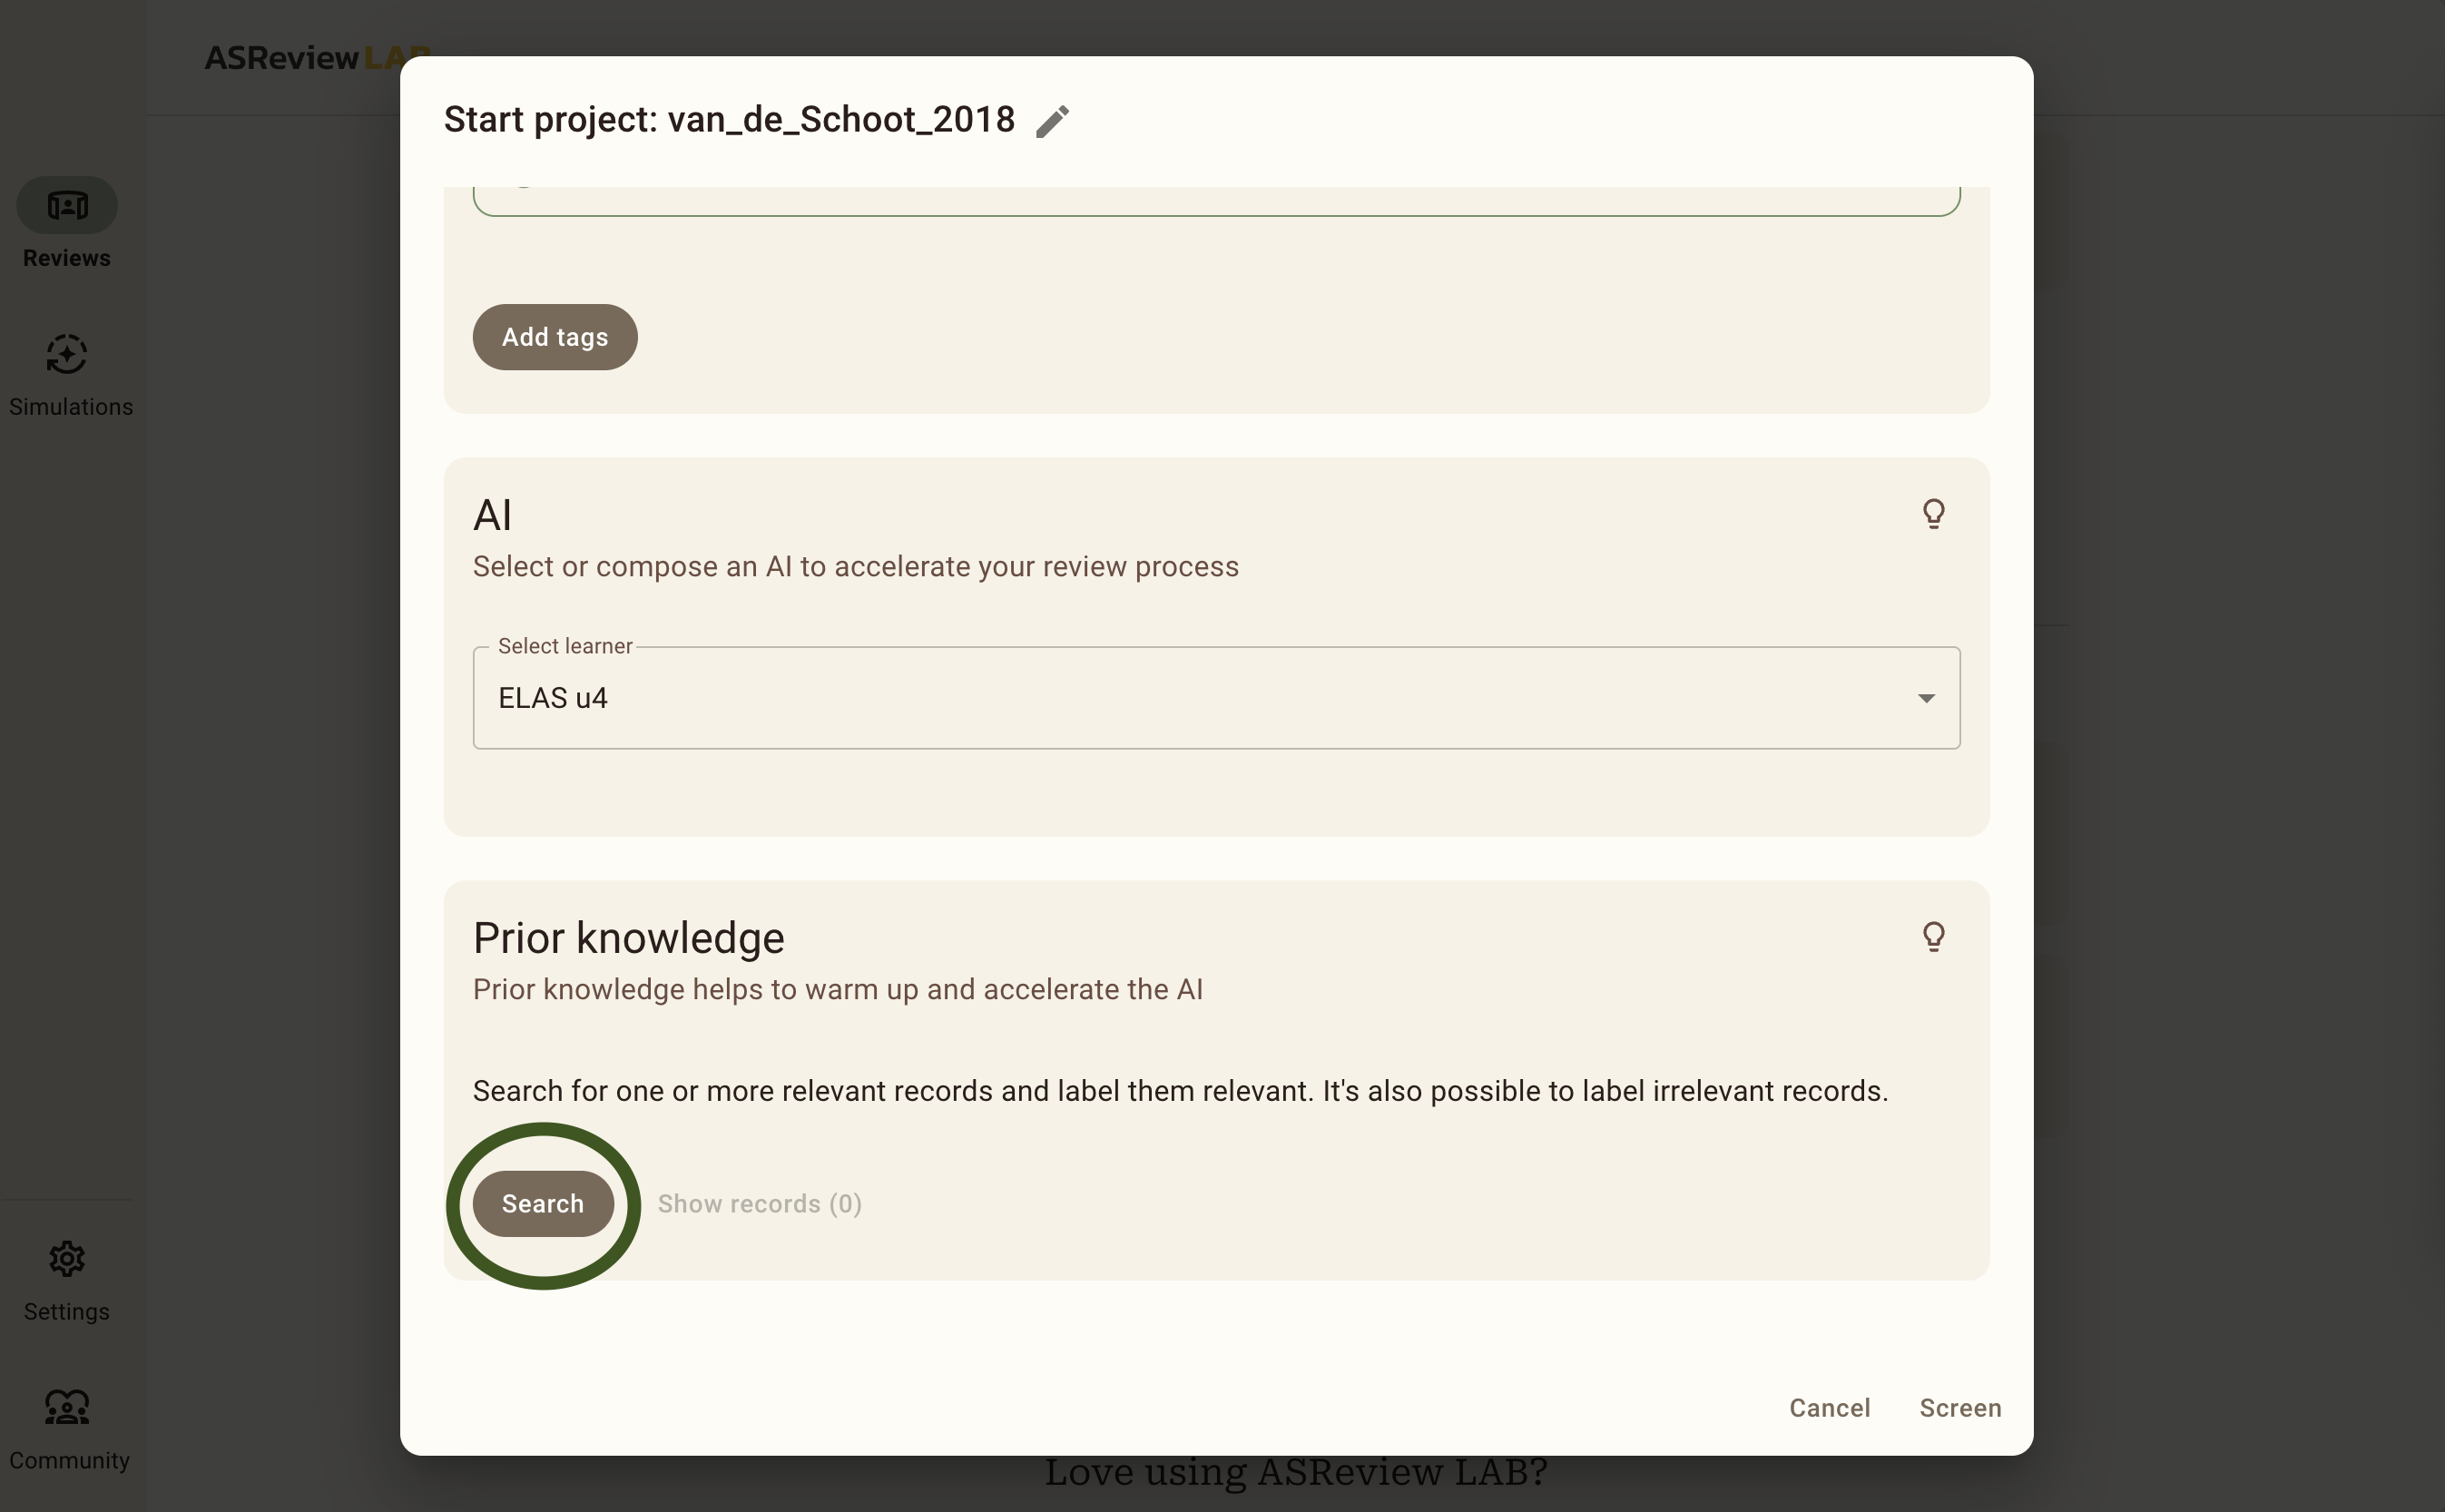 ASReview LAB
Start project: van_de_Schoot_2018
Reviews
Simulations
Add tags
AI
Select or compose an AI to accelerate your review process
Select learner
ELAS u4
Prior knowledge
Prior knowledge helps to warm up and accelerate the AI
Search for one or more relevant records and label them relevant. It's also possible to label irrelevant records.
Search
Show records (0)
Settings
Community
Cancel
Screen
Love using ASReview LAB?